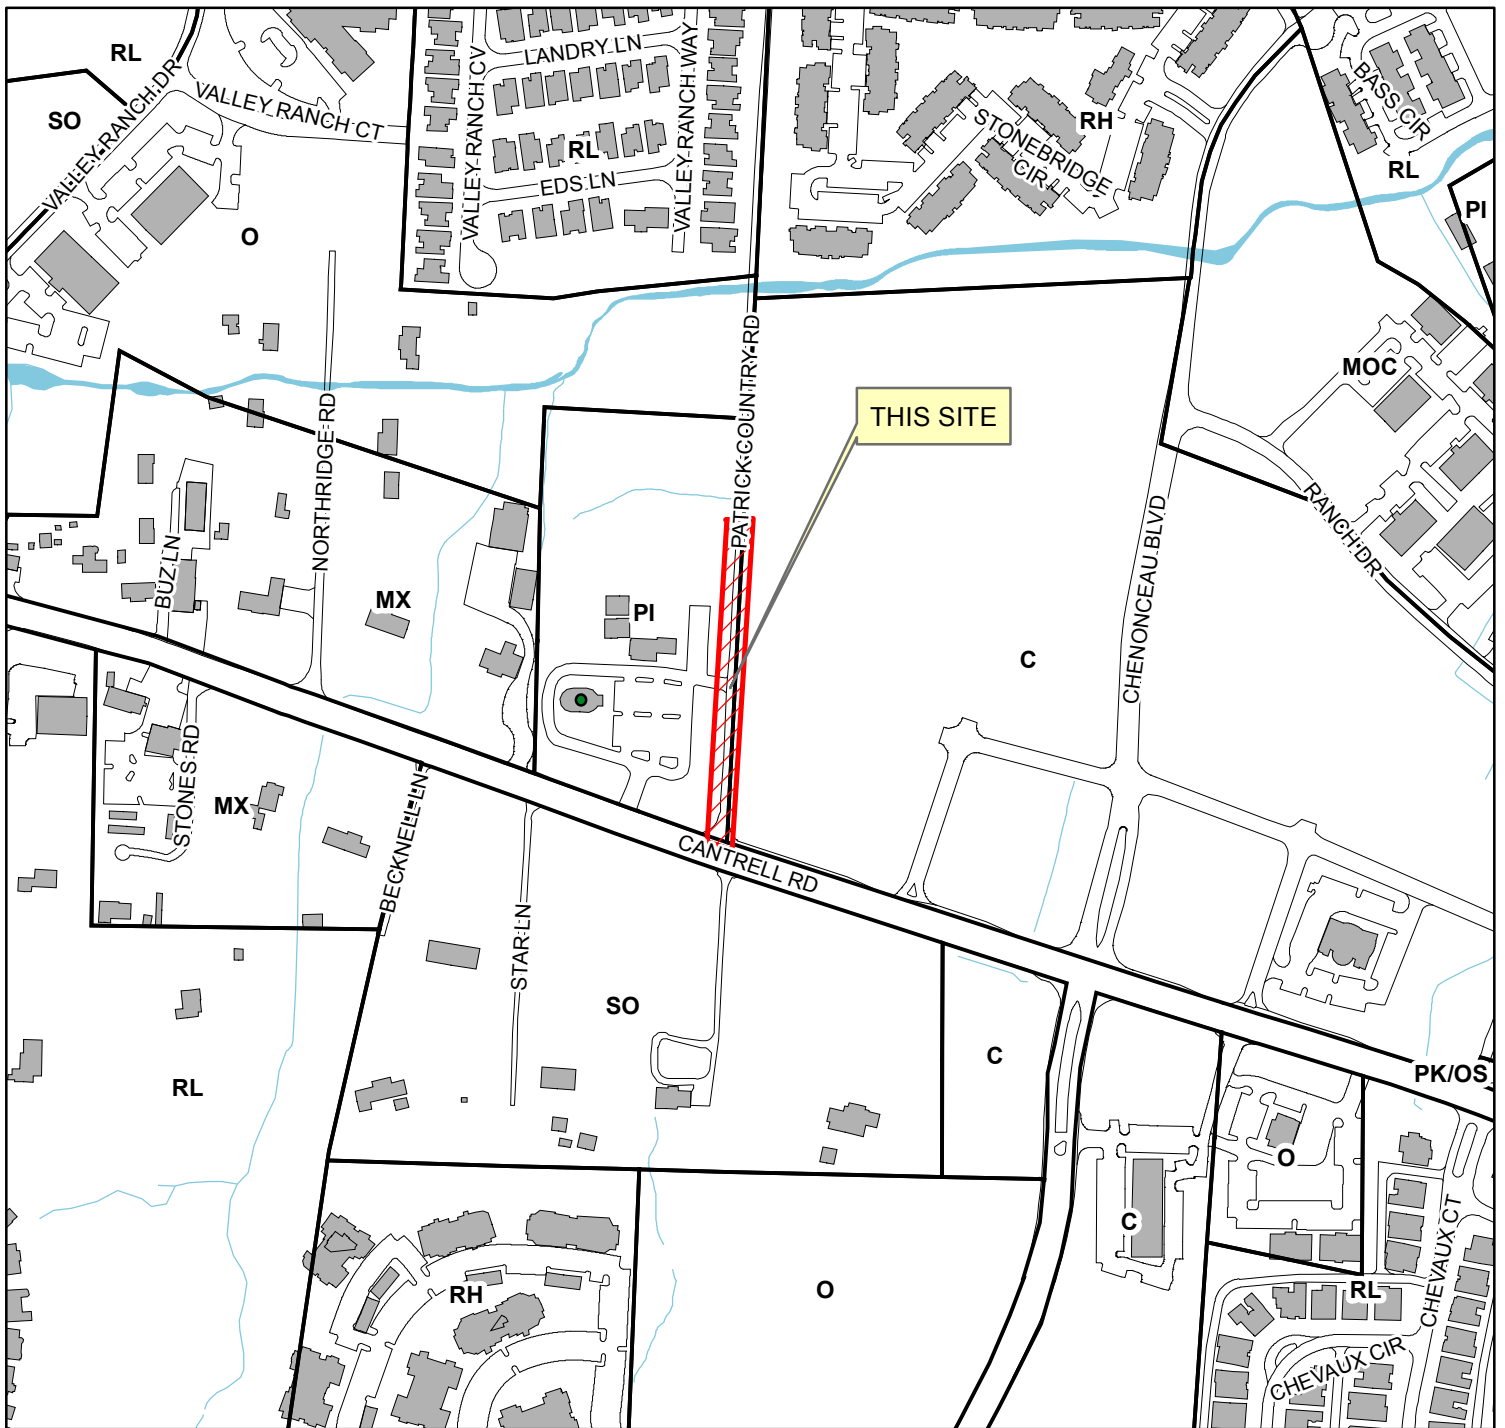 RL
LANDRY LN
VALLEY RANCH DR
VALLEY RANCH CT
VALLEY RANCH CV
VALLEY RANCH WAY
BASS CIR
SO
RH
STONEBRIDGE
CIR
RL
RL
EDS LN
PI
O
PATRICK COUNTRY RD
MOC
THIS SITE
NORTHRIDGE RD
RANCH DR
CHENONCEAU BLVD
BUZ LN
MX
PI
C
STONES RD
MX
BECKNELL LN
CANTRELL RD
STAR LN
SO
C
PK/OS
RL
O
C
CHEVAUX CT
RH
O
RL
CHEVAUX CIR